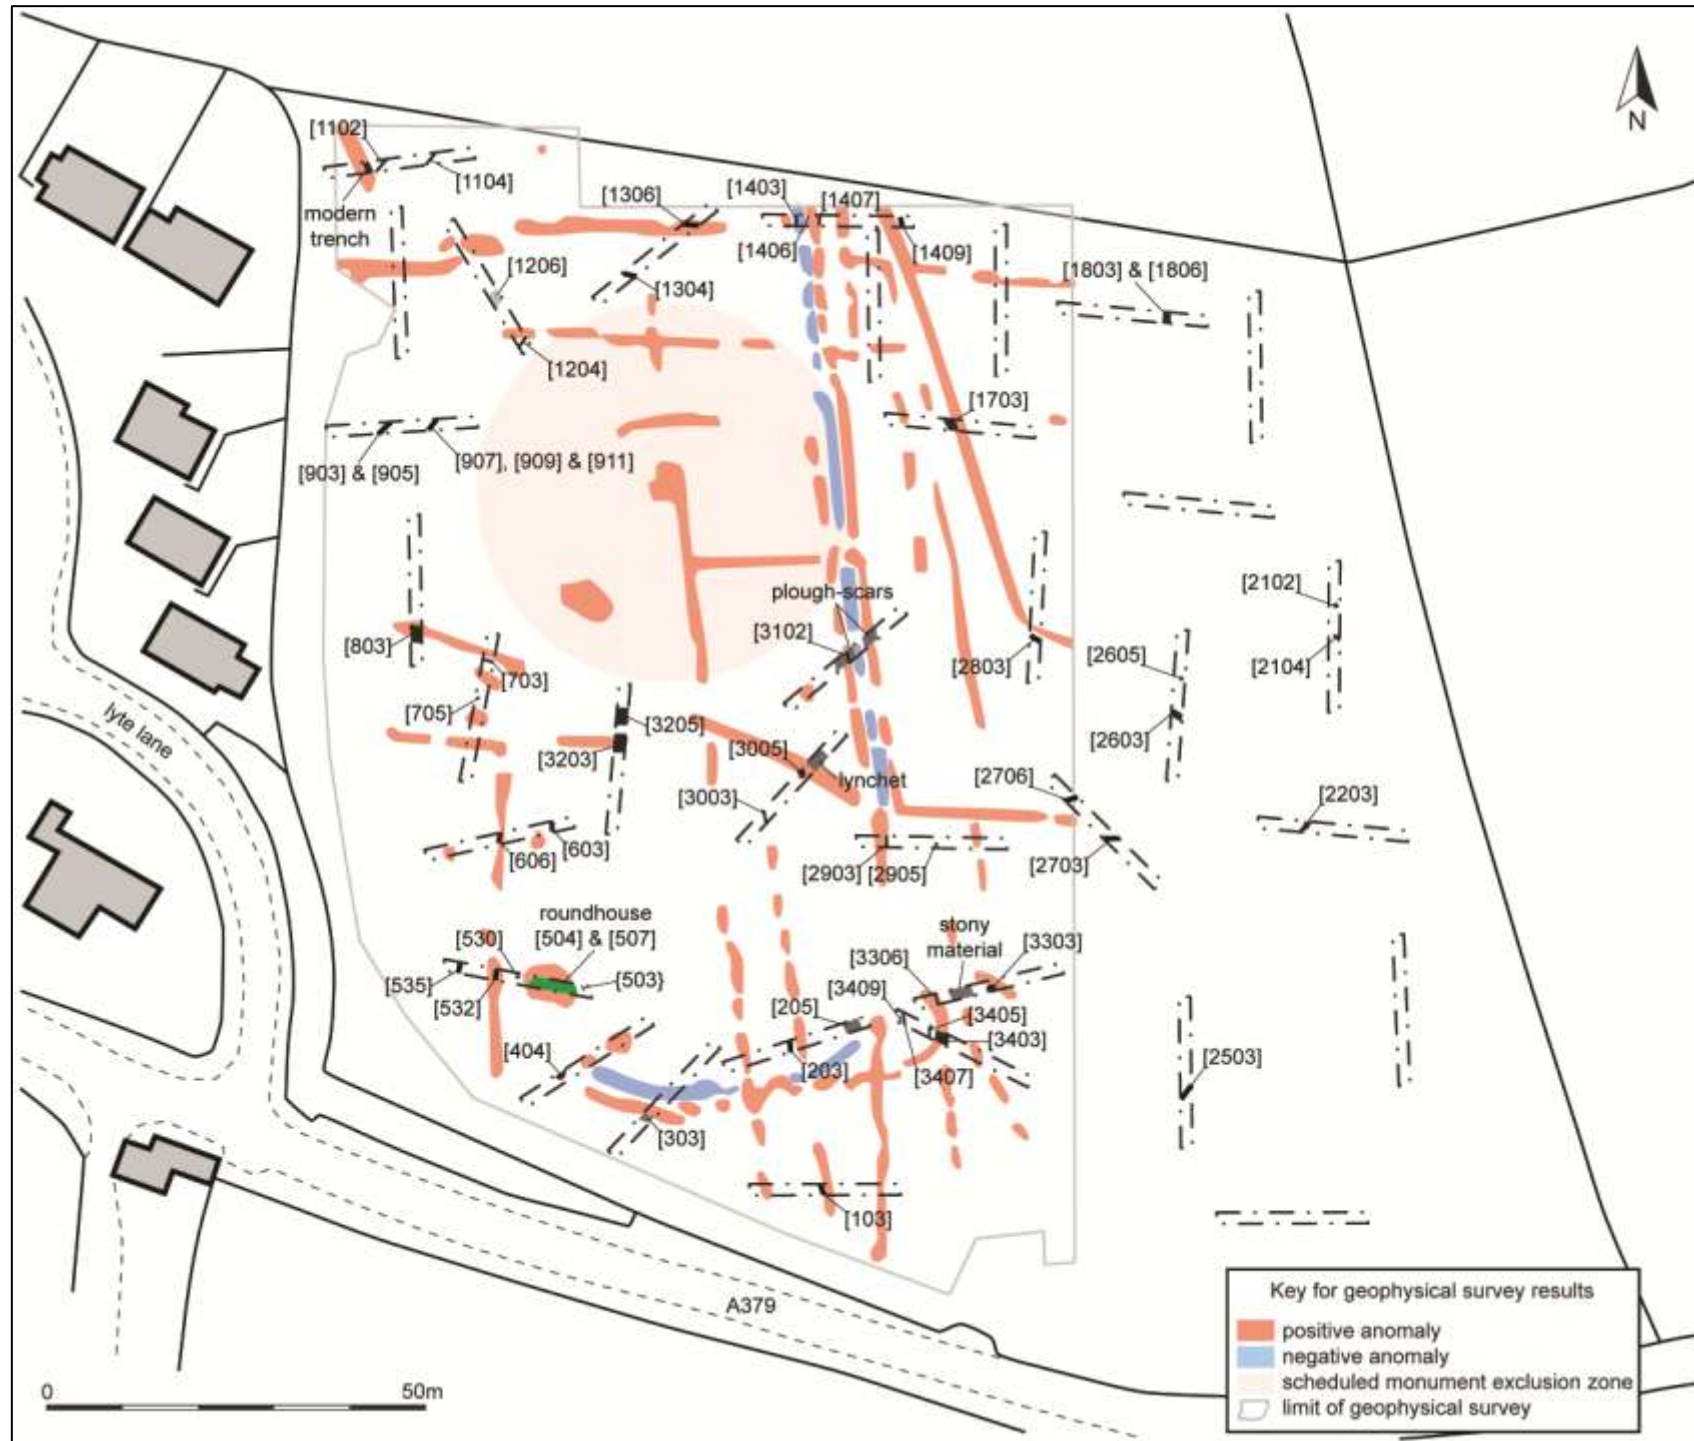 N
[1102]
[1104]
modern
trench
[1306]
[1403]
[1407]
[1406]
[1409]
[1206]
[1304]
[1803] & [1806]
[1204]
[1703]
[903] & [905]
[907], [909] & [911]
plough-scars
[2102]
[803]
[3102]
[2803]
[2605]
[2104]
[703]
[705]
[3205]
[3203]
[3005]
lynchet
[2603]
[3003]
[2706]
[2203]
lyte lane
[606]
[603]
[2903]
[2905]
[2703]
roundhouse
[504] & [507]
[530]
[503}
[535]
[532]
stony
material
[3303]
[3306]
[3409]
[205]
[3405]
[3403]
[404]
[203]
[3407]
[2503]
[303]
[103]
A379
0
50m
Key for geophysical survey results
positive anomaly
negative anomaly
scheduled monument exclusion zone
limit of geophysical survey